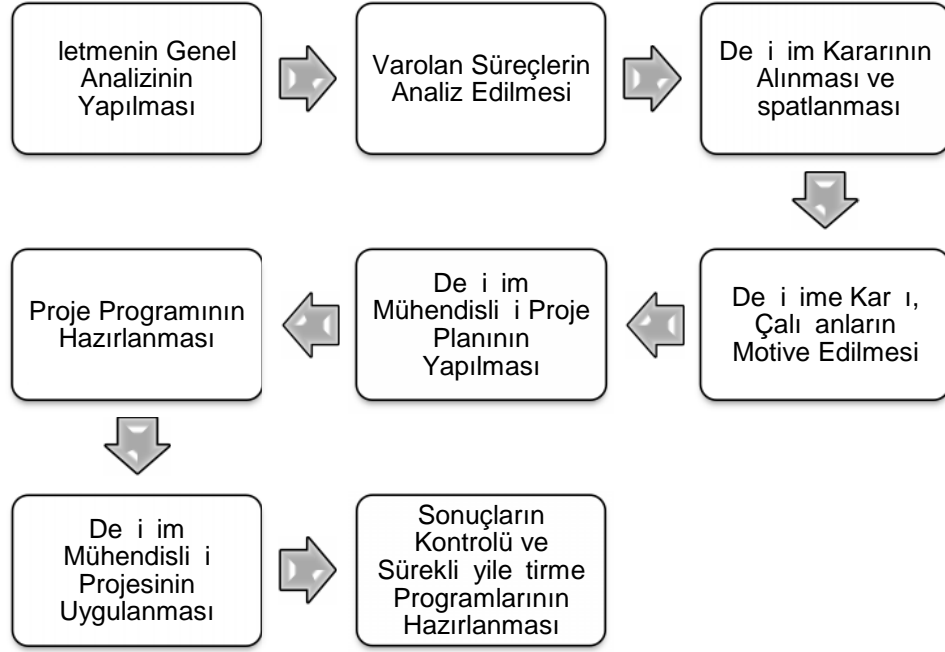 letmenin Genel
Analizinin
Yapılması
Varolan Süreçlerin
Analiz Edilmesi
De i im Kararının
Alınması ve
spatlanması
De i ime Kar ı,
Çalı anların
Motive Edilmesi
De i im
Mühendisli i Proje
Planının
Yapılması
Proje Programının
Hazırlanması
De i im
Mühendisli i
Projesinin
Uygulanması
Sonuçların
Kontrolü ve
Sürekli yile tirme
Programlarının
Hazırlanması